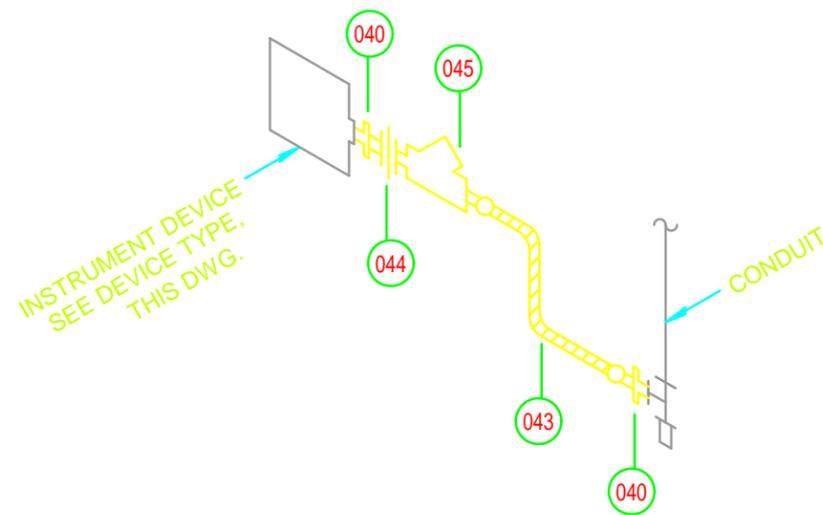 040
045
INSTRUMENT DEVICE
SEE DEVICE TYPE,
THIS DWG.
044
CONDUIT
043
040